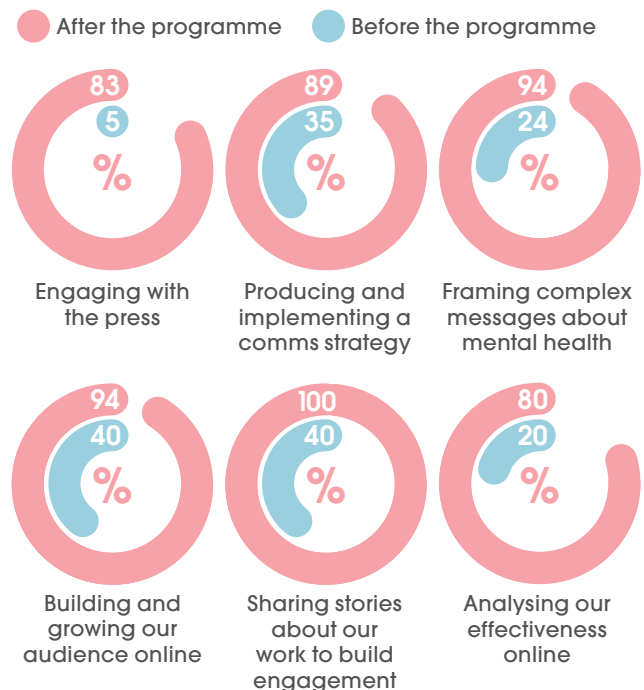 After the programme
Before the programme
83
5
%
Engaging with
the press
89
35
%
Producing and
implementing a
comms strategy
94
24
%
Framing complex
messages about
mental health
94
40
%
Building and
growing our
audience online
100
40
%
Sharing stories
about our
work to build
engagement
80
20
%
Analysing our
effectiveness
online